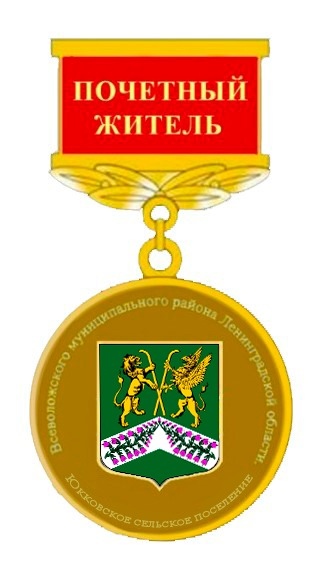 ПОЧЕТНЫЙ
ЖИТЕЛЬ
Всеволожского муниципального района Ленинградской области.
Юкковское сельское поселение